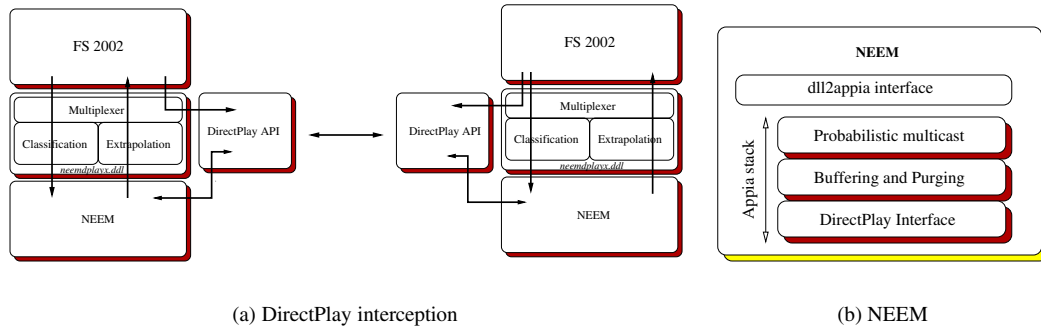 FS 2002
Multiplexer
Classification
Extrapolation
neemdplayx.ddl
NEEM
DirectPlay API
DirectPlay API
FS 2002
Multiplexer
Classification
Extrapolation
neemdplayx.ddl
NEEM
(a) DirectPlay interception
NEEM
dll2appia interface
Appia stack
Probabilistic multicast
Buffering and Purging
DirectPlay Interface
(b) NEEM